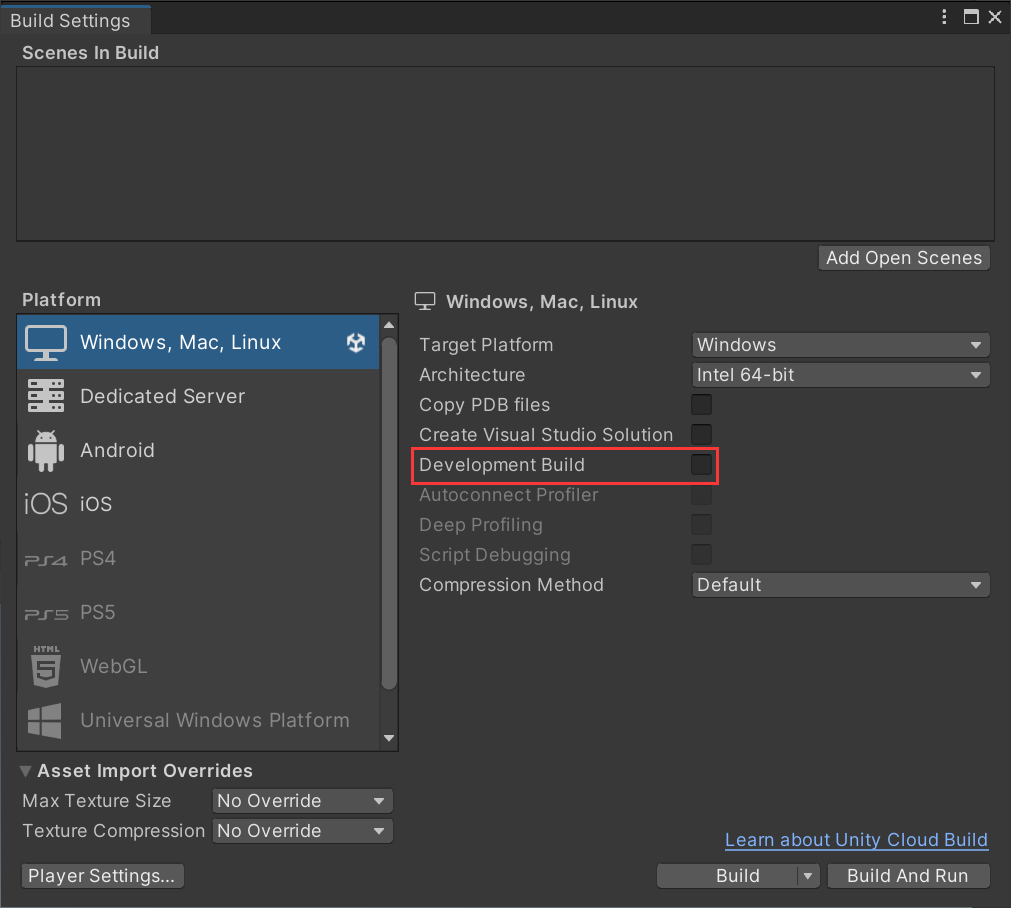 Build Settings
Scenes In Build
Add Open Scenes
Platform
Windows, Mac, Linux
Dedicated Server
Android
iOS iOS
PS4 PS4
PS5 PS5
HTML
5 WebGL
Universal Windows Platform
Windows, Mac, Linux
Target Platform Windows
Architecture Intel 64-bit
Copy PDB files
Create Visual Studio Solution
Development Build
Autoconnect Profiler
Deep Profiling
Script Debugging
Compression Method Default
Asset Import Overrides
Max Texture Size No Override
Texture Compression No Override
Learn about Unity Cloud Build
Player Settings... Build Build And Run